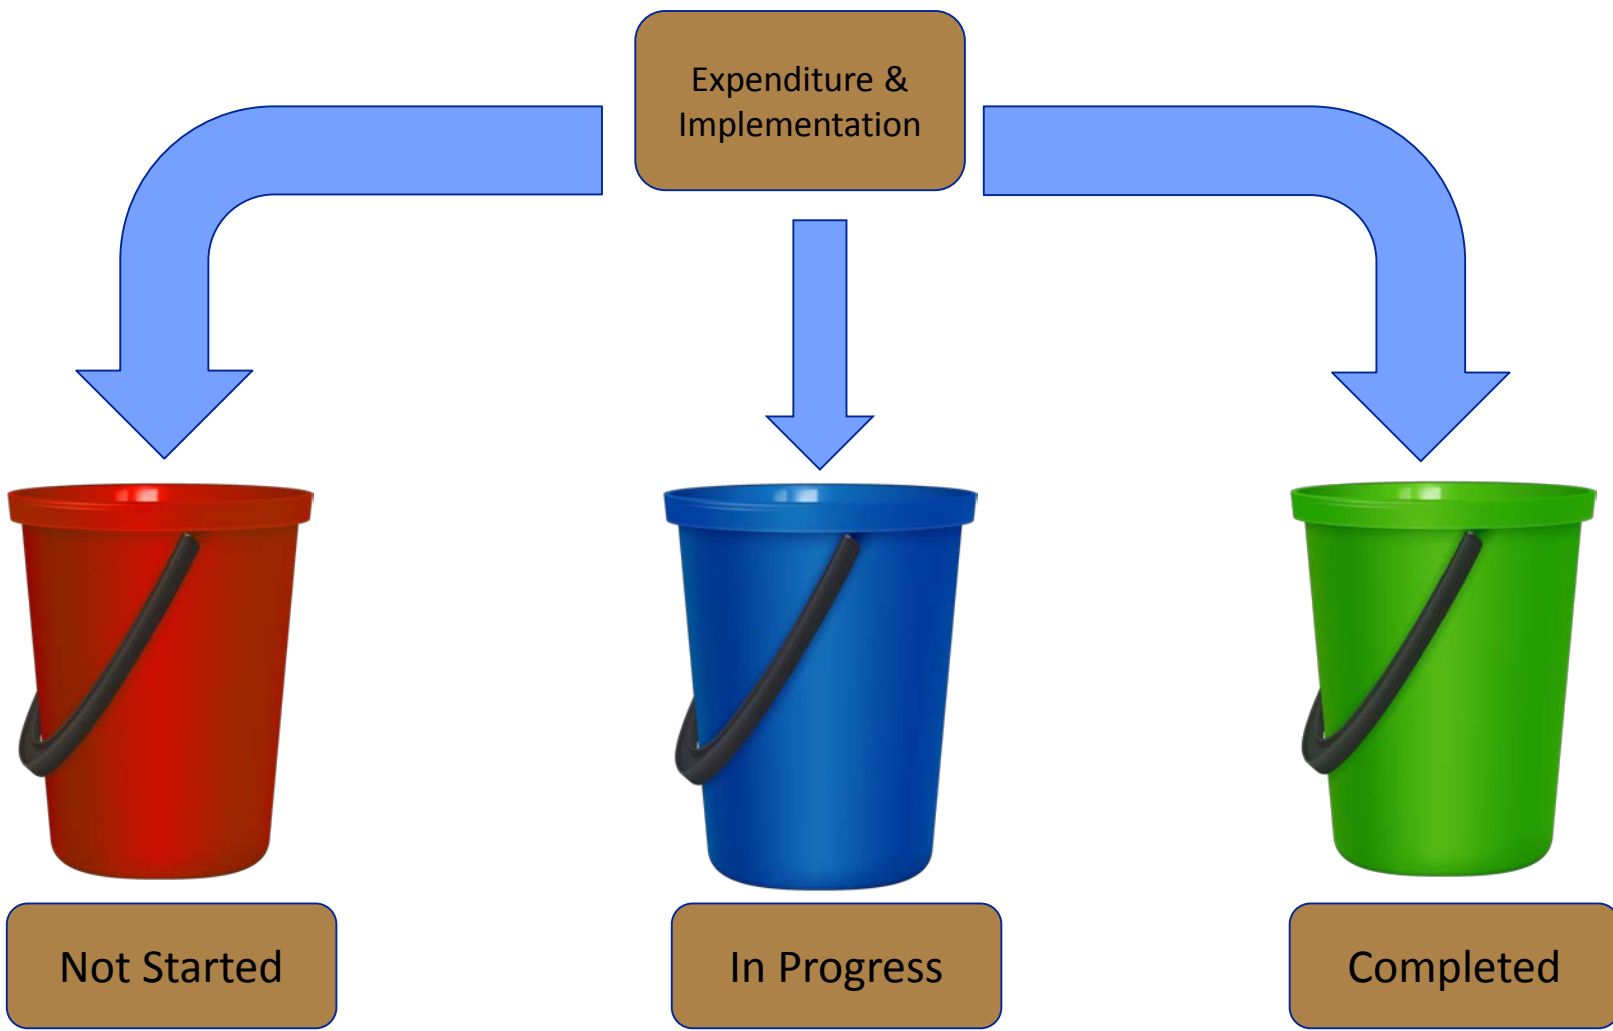 Expenditure &
Implementation
Not Started
In Progress
Completed